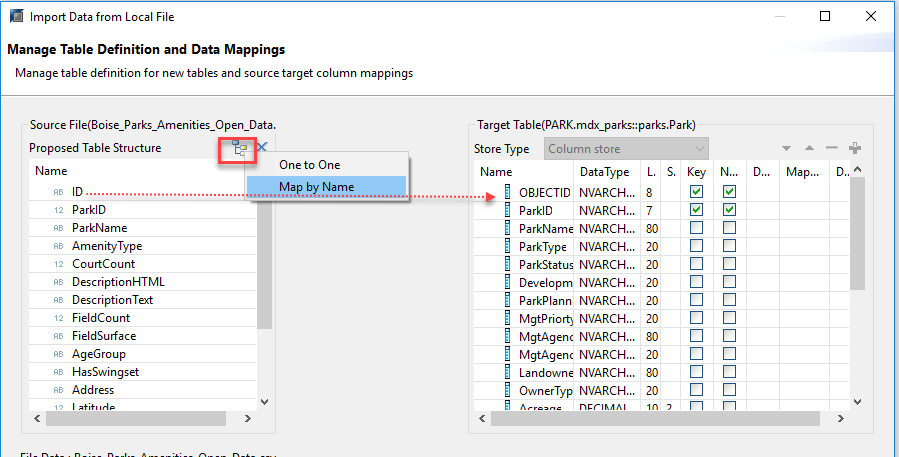 Import Data from Local File
Manage Table Definition and Data Mappings
Manage table definition for new tables and source target column mappings
Source File(Boise_Parks_Amenities_Open_Data.
Proposed Table Structure
One to One
Map by Name
Name
AB ID
12 ParkID
AB ParkName
AB AmenityType
12 CourtCount
AB DescriptionHTML
AB DescriptionText
12 FieldCount
AB FieldSurface
AB AgeGroup
AB HasSwingset
AB Address
AB Latitude
Target Table(PARK.mdx_parks::parks.Park)
Store Type Column store
Name DataType L. S. Key N... D... Map... D..
OBJECTID NVARCH... 8
ParkID NVARCH... 7
ParkName NVARCH... 80
ParkType NVARCH... 20
ParkStatus NVARCH... 20
Developm NVARCH... 20
ParkPlann NVARCH... 20
MgtPriorty NVARCH... 20
MgtAgenc NVARCH... 80
MgtAgenc NVARCH... 20
Landowne NVARCH... 80
OwnerTyp NVARCH... 20
Acreage DECIMAL 10 2
File Data : Boise_Parks_Amenities_Open_Data.csv